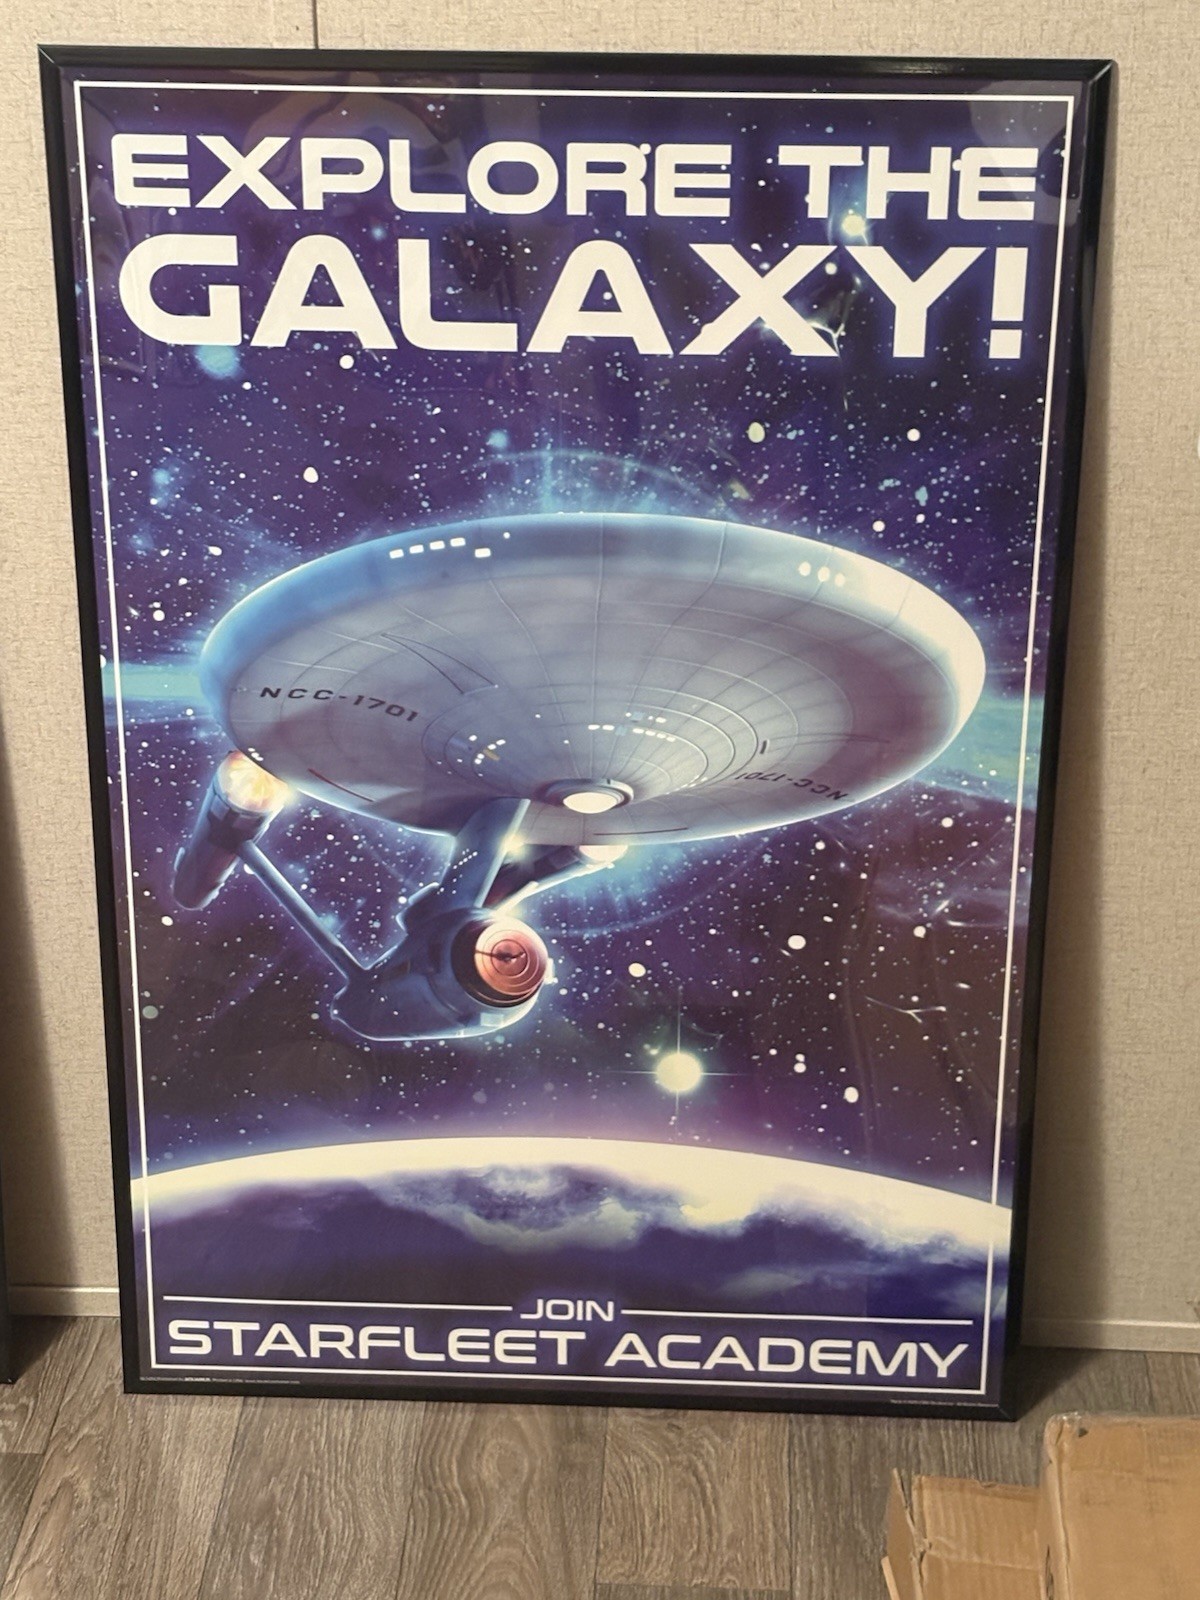 EXPLORE THE
GALAXY!
NCC-1701
NCC-1701
JOIN
STARFLEET ACADEMY